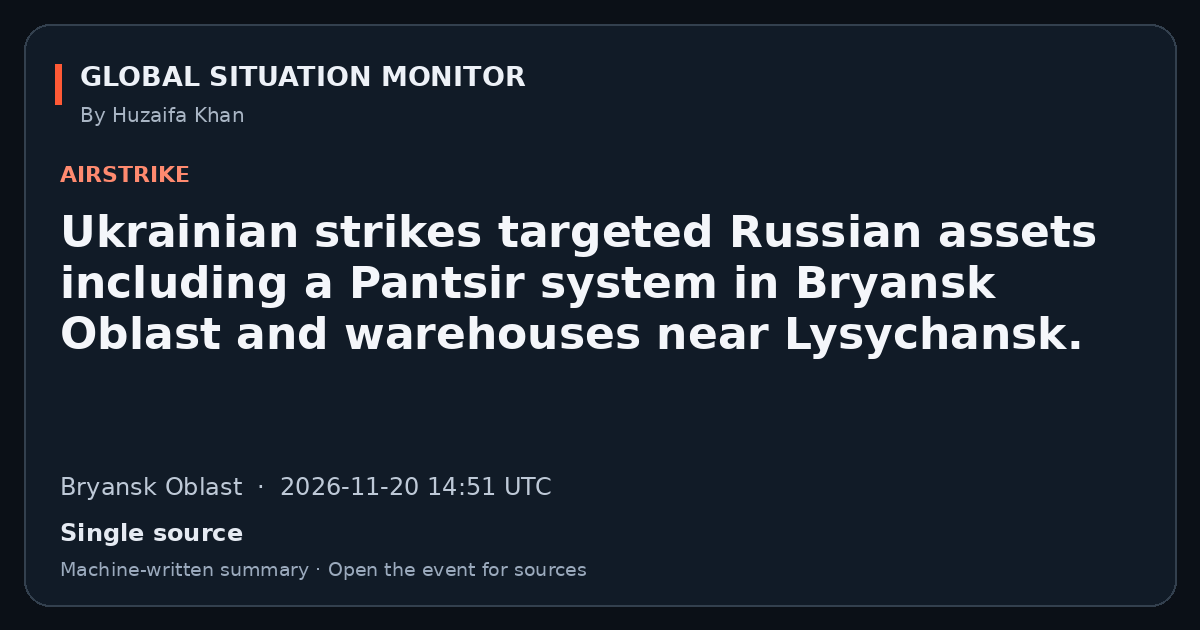 GLOBAL SITUATION MONITOR
By Huzaifa Khan
AIRSTRIKE
Ukrainian strikes targeted Russian assets
including a Pantsir system in Bryansk
Oblast and warehouses near Lysychansk.
Bryansk Oblast · 2026-11-20 14:51 UTC
Single source
Machine-written summary · Open the event for sources